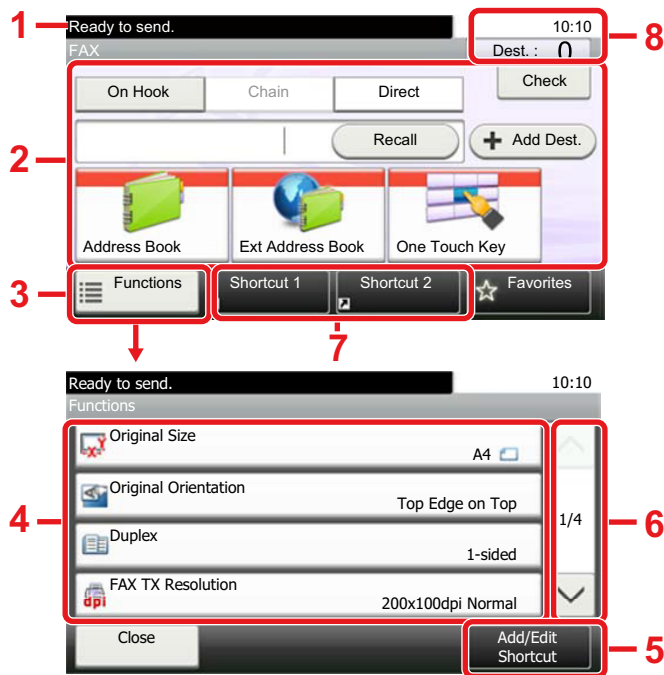 1
Ready to send.
10:10
8
FAX
Dest. : 0
2
On Hook
Chain
Direct
Check
Recall
Add Dest.
Address Book
Ext Address Book
One Touch Key
3
Functions
Shortcut 1
Shortcut 2
Favorites
7
Ready to send.
10:10
Functions
4
Original Size
A4
Original Orientation
Top Edge on Top
Duplex
1-sided
FAX TX Resolution
dpi
200x100dpi Normal
1/4
6
Close
Add/Edit
Shortcut
5